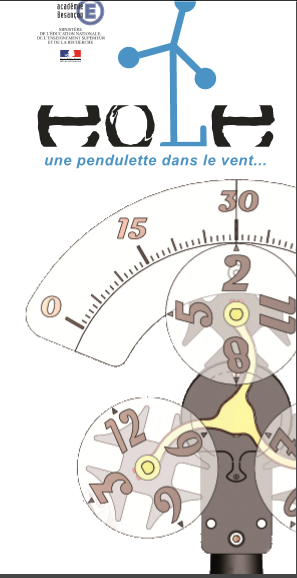 académie
Besançon
MINISTÈRE
DE L'ÉDUCATION NATIONALE,
DE L'ENSEIGNEMENT SUPÉRIEUR
ET DE LA RECHERCHE
eole
une pendulette dans le vent...
30
15
0
2
5
11
8
12
9
3
6